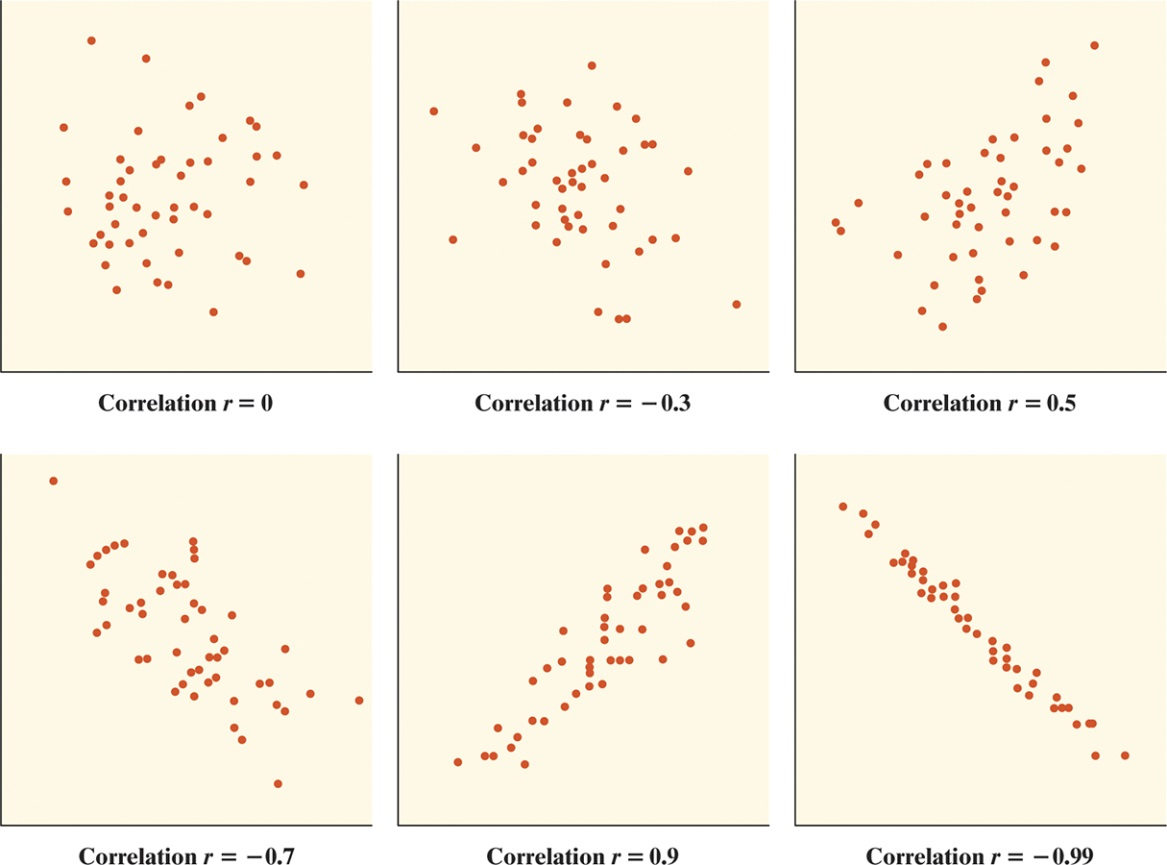 Correlation r = 0
Correlation r = −0.3
Correlation r = 0.5
Correlation r = −0.7
Correlation r = 0.9
Correlation r = −0.99